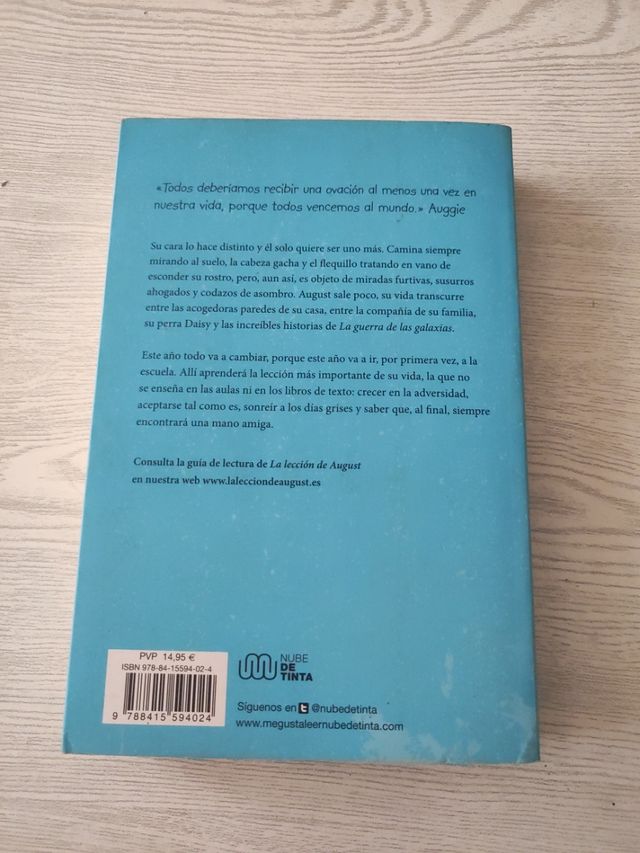 «Todos deberíamos recibir una ovación al menos una vez en
nuestra vida, porque todos vencemos al mundo.» Auggie
Su cara lo hace distinto y él solo quiere ser uno más. Camina siempre
mirando al suelo, la cabeza gacha y el flequillo tratando en vano de
esconder su rostro, pero, aun así, es objeto de miradas furtivas, susurros
ahogados y codazos de asombro. August sale poco, su vida transcurre
entre las acogedoras paredes de su casa, entre la compañía de su familia,
su perra Daisy y las increíbles historias de La guerra de las galaxias.
Este año todo va a cambiar, porque este año va a ir, por primera vez, a la
escuela. Allí aprenderá la lección más importante de su vida, la que no
se enseña en las aulas ni en los libros de texto: crecer en la adversidad,
aceptarse tal como es, sonreír a los días grises y saber que, al final, siempre
encontrará una mano amiga.
Consulta la guía de lectura de La lección de August
en nuestra web www.lalecciondeaugust.es
PVP 14,95 €
ISBN 978-84-15594-02-4
9 788415 594024
NUBE
DE
TINTA
Síguenos en t @nubedetinta
www.megustaleernubedetinta.com